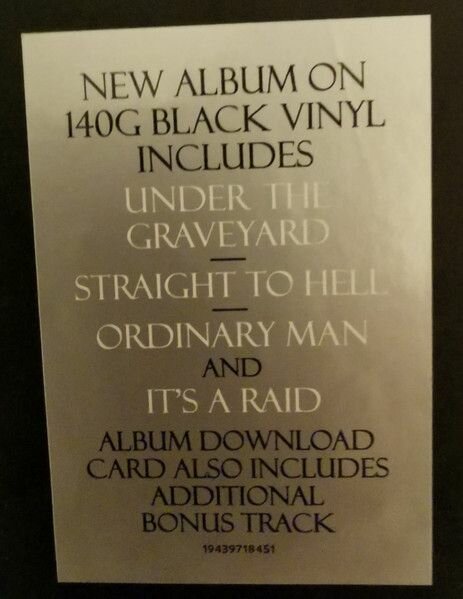 NEW ALBUM ON
140G BLACK VINYL
INCLUDES
UNDER THE
GRAVEYARD
STRAIGHT TO HELL
ORDINARY MAN
AND
IT'S A RAID
ALBUM DOWNLOAD
CARD ALSO INCLUDES
ADDITIONAL
BONUS TRACK
19439718451